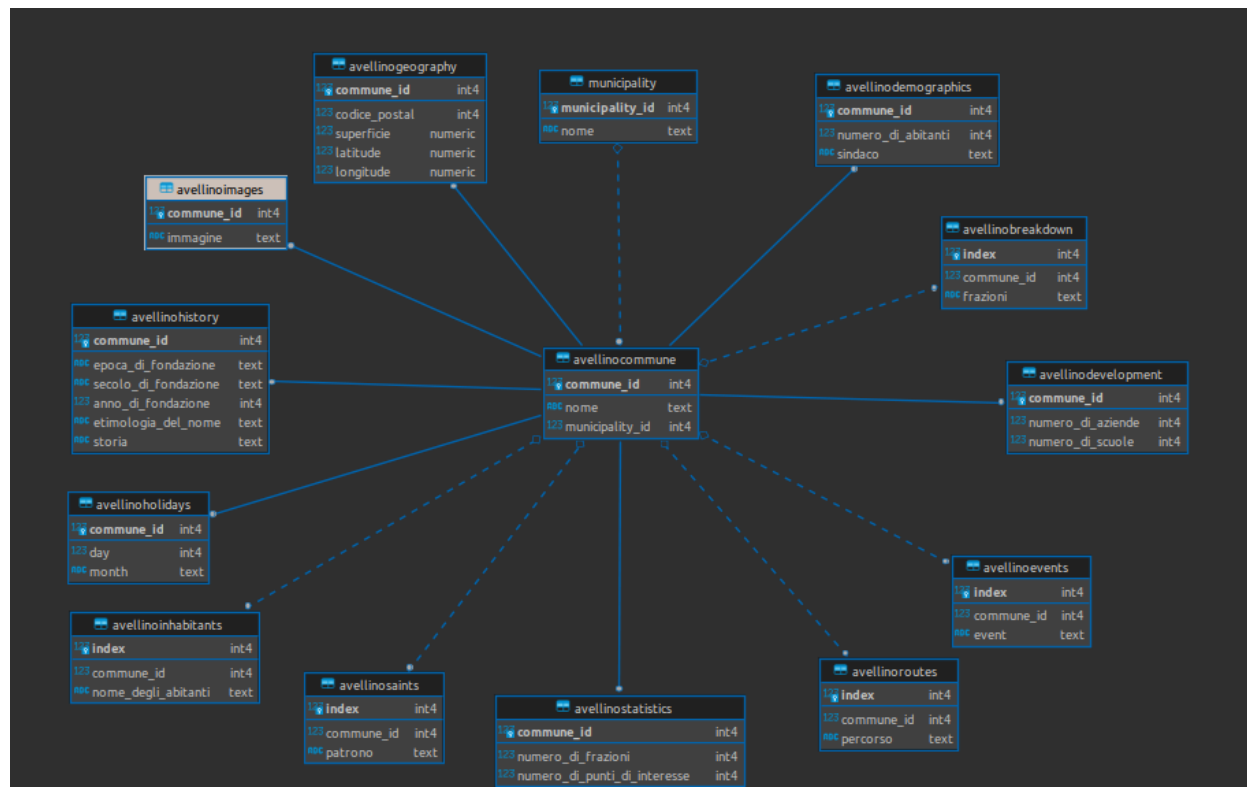 avellinogeography
commune_id int4
codice_postal int4
superficie numeric
latitude numeric
longitude numeric
municipality
municipality_id int4
nome text
avellinodemographics
commune_id int4
numero_di_abitanti int4
sindaco text
avellinoimages
commune_id int4
immagine text
avellinobreakdown
index int4
commune_id int4
frazioni text
avellinohistory
commune_id int4
epoca_di_fondazione text
secolo_di_fondazione text
anno_di_fondazione int4
etimologia_del_nome text
storia text
avellinocommune
commune_id int4
nome text
municipality_id int4
avellinodevelopment
commune_id int4
numero_di_aziende int4
numero_di_scuole int4
avellinoholidays
commune_id int4
day int4
month text
avellinoevents
index int4
commune_id int4
event text
avellinoinhabitants
index int4
commune_id int4
nome_degli_abitanti text
avellinosaints
index int4
commune_id int4
patrono text
avellinostatistics
commune_id int4
numero_di_frazioni int4
numero_di_punti_di_interesse int4
avellinoroutes
index int4
commune_id int4
percorso text